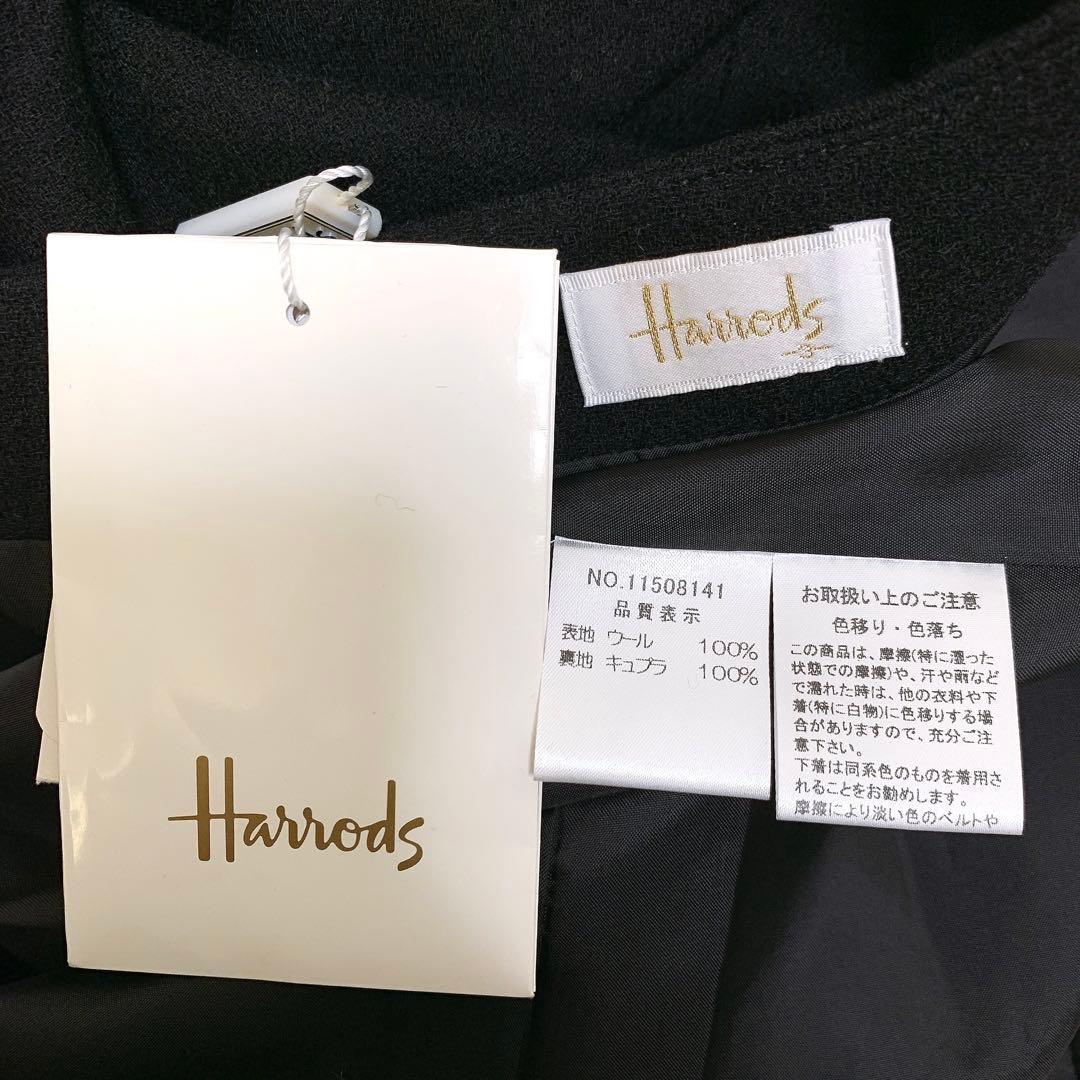 Harrods
-3-
Harrods
NO.11508141
品質表示
表地 ウール 100%
裏地 キュプラ 100%
お取扱い上のご注意
色移り・色落ち
この商品は、摩擦(特に湿った
状態での摩擦)や、汗や雨など
で濡れた時は、他の衣料や下
着(特に白物)に色移りする場
合がありますので、充分ご注
意下さい。
下着は同系色のものを着用さ
れることをお勧めします。
摩擦により淡い色のベルトや